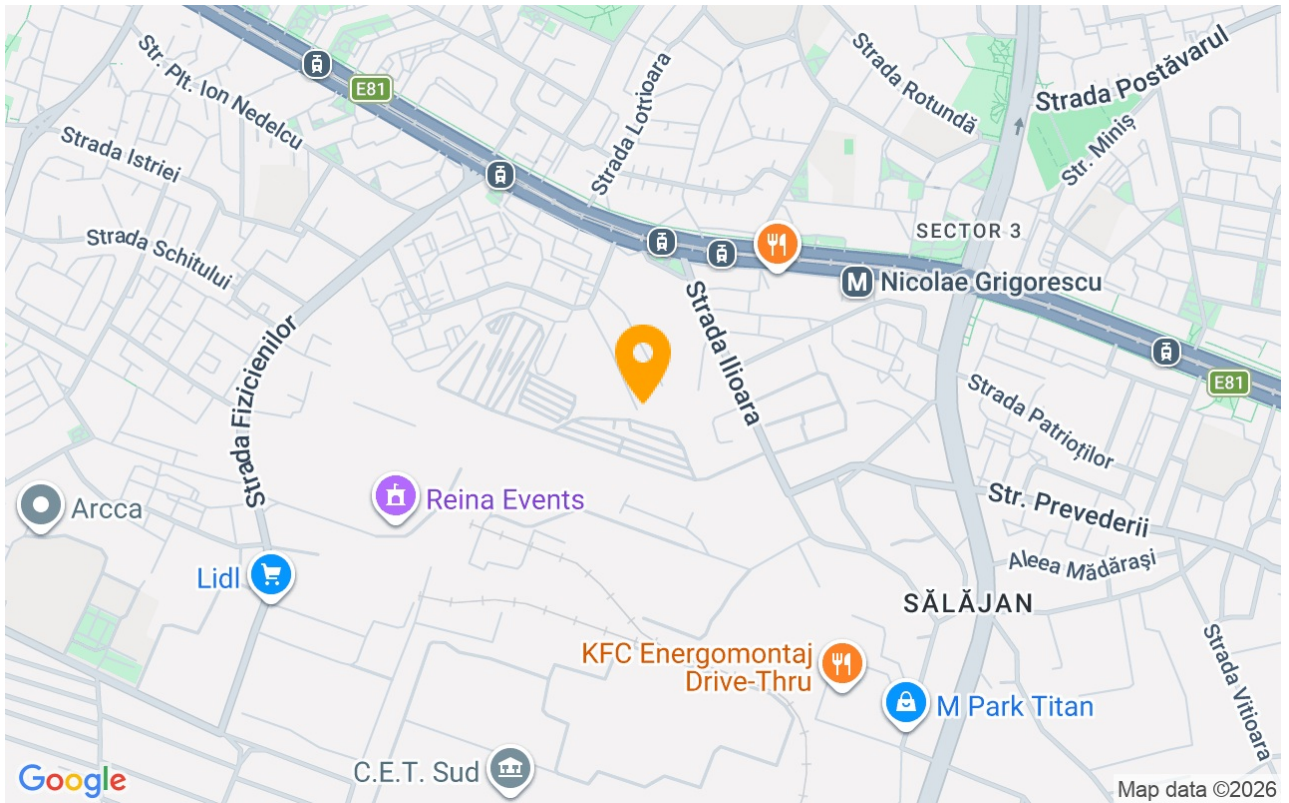 Str. Plt. Ion Nedelcu
E81
Strada Lotrioara
Strada Rotundă
Strada Postăvarul
Str. Miniș
Strada Istriei
Strada Schitului
SECTOR 3
Nicolae Grigorescu
Strada Ilioara
Strada Fizicienilor
E81
Strada Patrioților
Str. Prevederii
Aleea Mădărași
Reina Events
Arcca
Lidl
SĂLĂJAN
KFC Energomontaj
Drive-Thru
M Park Titan
Strada Vitioara
C.E.T. Sud
Google
Map data ©2026